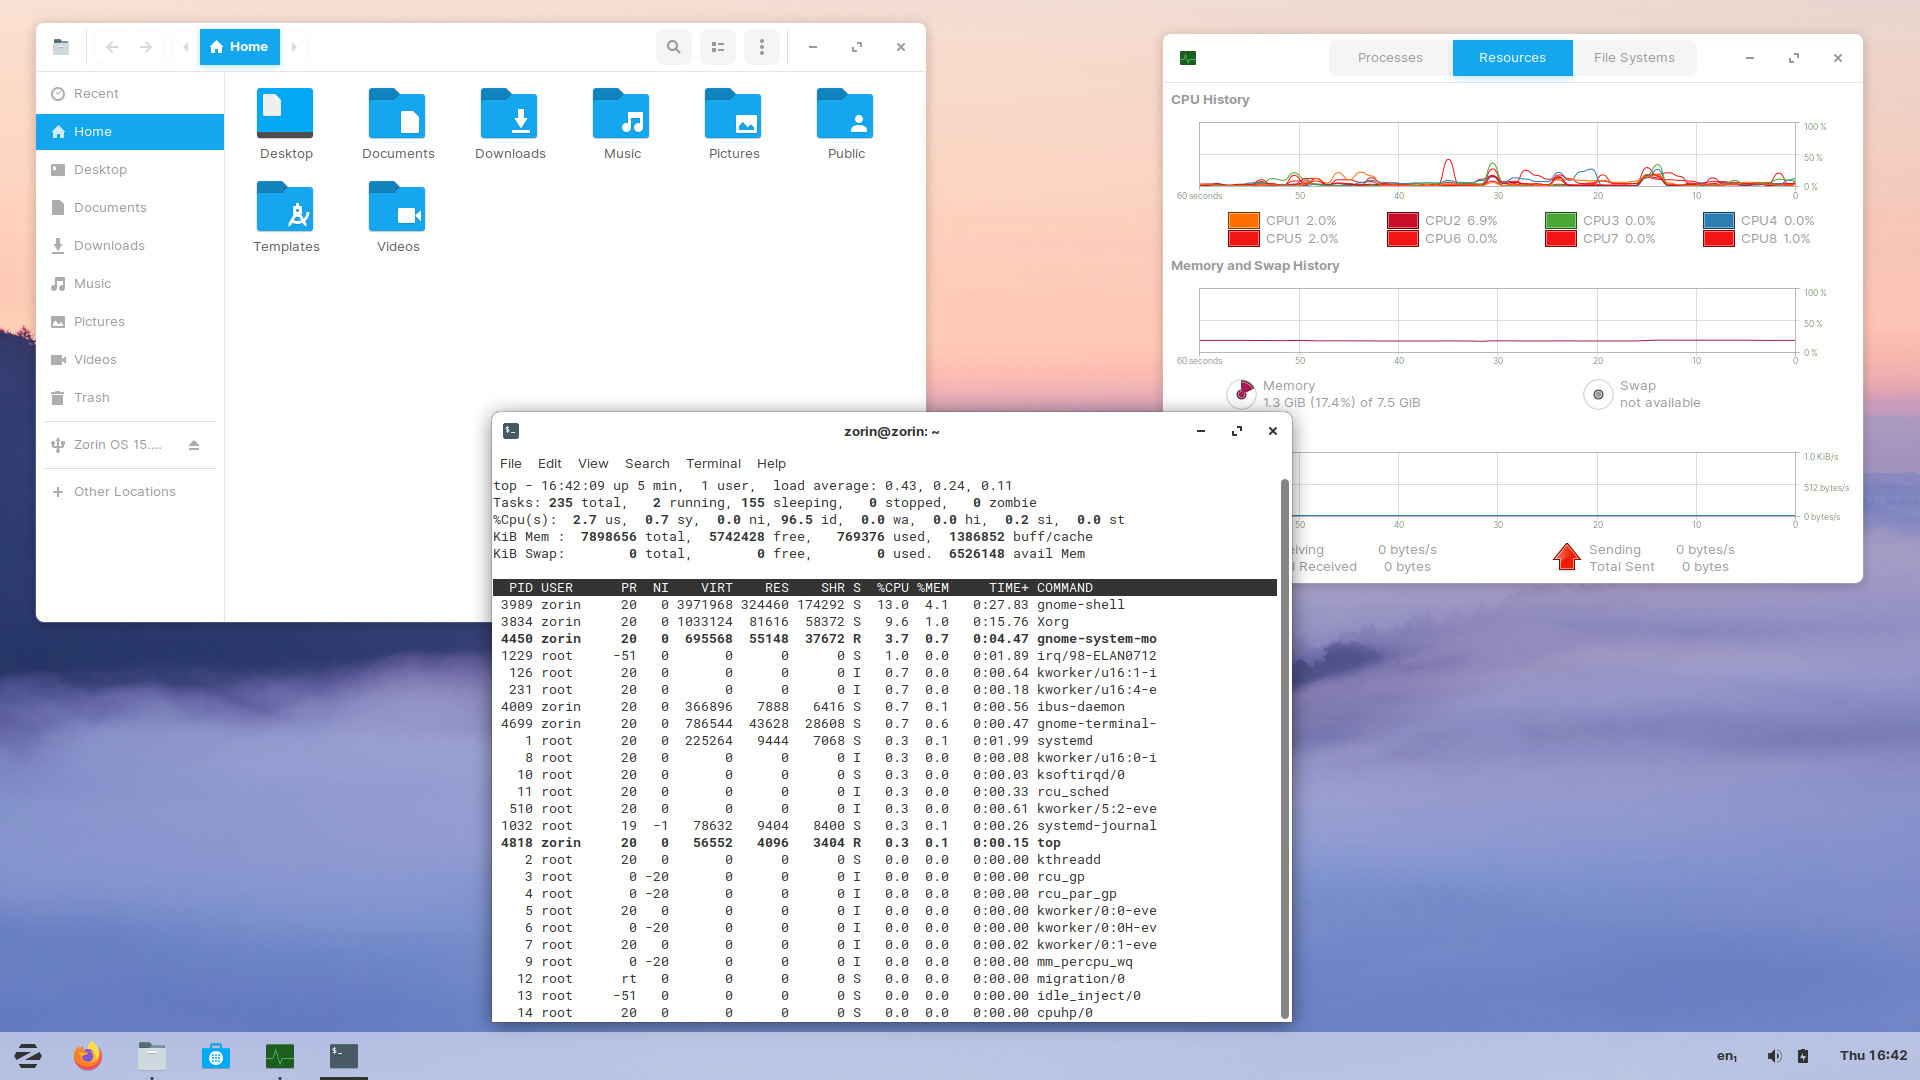 Home
Recent
Home
Desktop
Documents
Downloads
Music
Pictures
Videos
Trash
Zorin OS 15....
Other Locations
Desktop
Documents
Downloads
Music
Pictures
Public
Templates
Videos
Processes
Resources
File Systems
CPU History
100 %
50 %
0 %
60 seconds 50 40 30 20 10 0
CPU1 2.0% CPU2 6.9% CPU3 0.0% CPU4 0.0%
CPU5 2.0% CPU6 0.0% CPU7 0.0% CPU8 1.0%
Memory and Swap History
100 %
50 %
0 %
60 seconds 50 40 30 20 10 0
Memory
1.3 GiB (17.4%) of 7.5 GiB
Swap
not available
1.0 KiB/s
512 bytes/s
0 bytes/s
50 40 30 20 10 0
0 bytes/s
Received 0 bytes
Sending 0 bytes/s
Total Sent 0 bytes
zorin@zorin: ~
File Edit View Search Terminal Help
top - 16:42:09 up 5 min, 1 user, load average: 0.43, 0.24, 0.11
Tasks: 235 total, 2 running, 155 sleeping, 0 stopped, 0 zombie
%Cpu(s): 2.7 us, 0.7 sy, 0.0 ni, 96.5 id, 0.0 wa, 0.0 hi, 0.2 si, 0.0 st
KiB Mem : 7898656 total, 5742428 free, 769376 used, 1386852 buff/cache
KiB Swap: 0 total, 0 free, 0 used. 6526148 avail Mem
PID USER PR NI VIRT RES SHR S %CPU %MEM TIME+ COMMAND
3989 zorin 20 0 3971968 324460 174292 S 13.0 4.1 0:27.83 gnome-shell
3834 zorin 20 0 1033124 81616 58372 S 9.6 1.0 0:15.76 Xorg
4450 zorin 20 0 695568 55148 37672 R 3.7 0.7 0:04.47 gnome-system-mo
1229 root -51 0 0 0 0 S 1.0 0.0 0:01.89 irq/98-ELAN0712
126 root 20 0 0 0 0 I 0.7 0.0 0:00.64 kworker/u16:1-i
231 root 20 0 0 0 0 I 0.7 0.0 0:00.18 kworker/u16:4-e
4009 zorin 20 0 366896 7888 6416 S 0.7 0.1 0:00.56 ibus-daemon
4699 zorin 20 0 786544 43628 28608 S 0.7 0.6 0:00.47 gnome-terminal-
1 root 20 0 225264 9444 7068 S 0.3 0.1 0:01.99 systemd
8 root 20 0 0 0 0 I 0.3 0.0 0:00.08 kworker/u16:0-i
10 root 20 0 0 0 0 S 0.3 0.0 0:00.03 ksoftirqd/0
11 root 20 0 0 0 0 I 0.3 0.0 0:00.33 rcu_sched
510 root 20 0 0 0 0 I 0.3 0.0 0:00.61 kworker/5:2-eve
1032 root 19 -1 78632 9404 8400 S 0.3 0.1 0:00.26 systemd-journal
4818 zorin 20 0 56552 4096 3404 R 0.3 0.1 0:00.15 top
2 root 20 0 0 0 0 S 0.0 0.0 0:00.00 kthreadd
3 root 0 -20 0 0 0 I 0.0 0.0 0:00.00 rcu_gp
4 root 0 -20 0 0 0 I 0.0 0.0 0:00.00 rcu_par_gp
5 root 20 0 0 0 0 I 0.0 0.0 0:00.00 kworker/0:0-eve
6 root 0 -20 0 0 0 I 0.0 0.0 0:00.00 kworker/0:0H-ev
7 root 20 0 0 0 0 I 0.0 0.0 0:00.02 kworker/0:1-eve
9 root 0 -20 0 0 0 I 0.0 0.0 0:00.00 mm_percpu_wq
12 root rt 0 0 0 0 S 0.0 0.0 0:00.00 migration/0
13 root -51 0 0 0 0 S 0.0 0.0 0:00.00 idle_inject/0
14 root 20 0 0 0 0 S 0.0 0.0 0:00.00 cpuhp/0
en₁
Thu 16:42